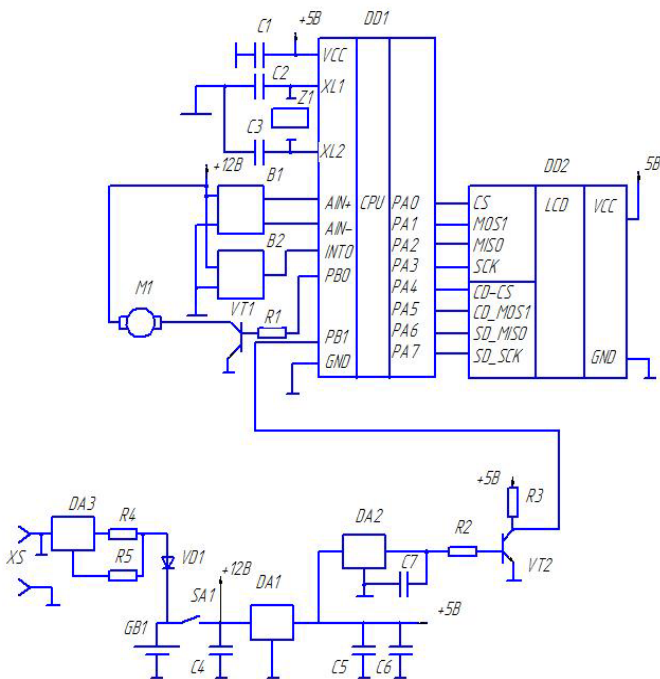 C1
+5В
DD1
VCC
C2
XL1
Z1
C3
XL2
+12В
B1
DD2
5В
AIN+
CPU
PA0
CS
LCD
VCC
AIN-
PA1
MOS1
B2
PA2
MISO
INT0
PA3
SCK
M1
PB0
PA4
CD-CS
VT1
R1
PA5
CD_MOS1
PB1
PA6
SD_MISO
GND
PA7
SD_SCK
GND
+5В
R3
DA3
R4
DA2
R2
XS
R5
VD1
C7
VT2
+12В
DA1
SA1
+5В
GB1
C4
C5
C6